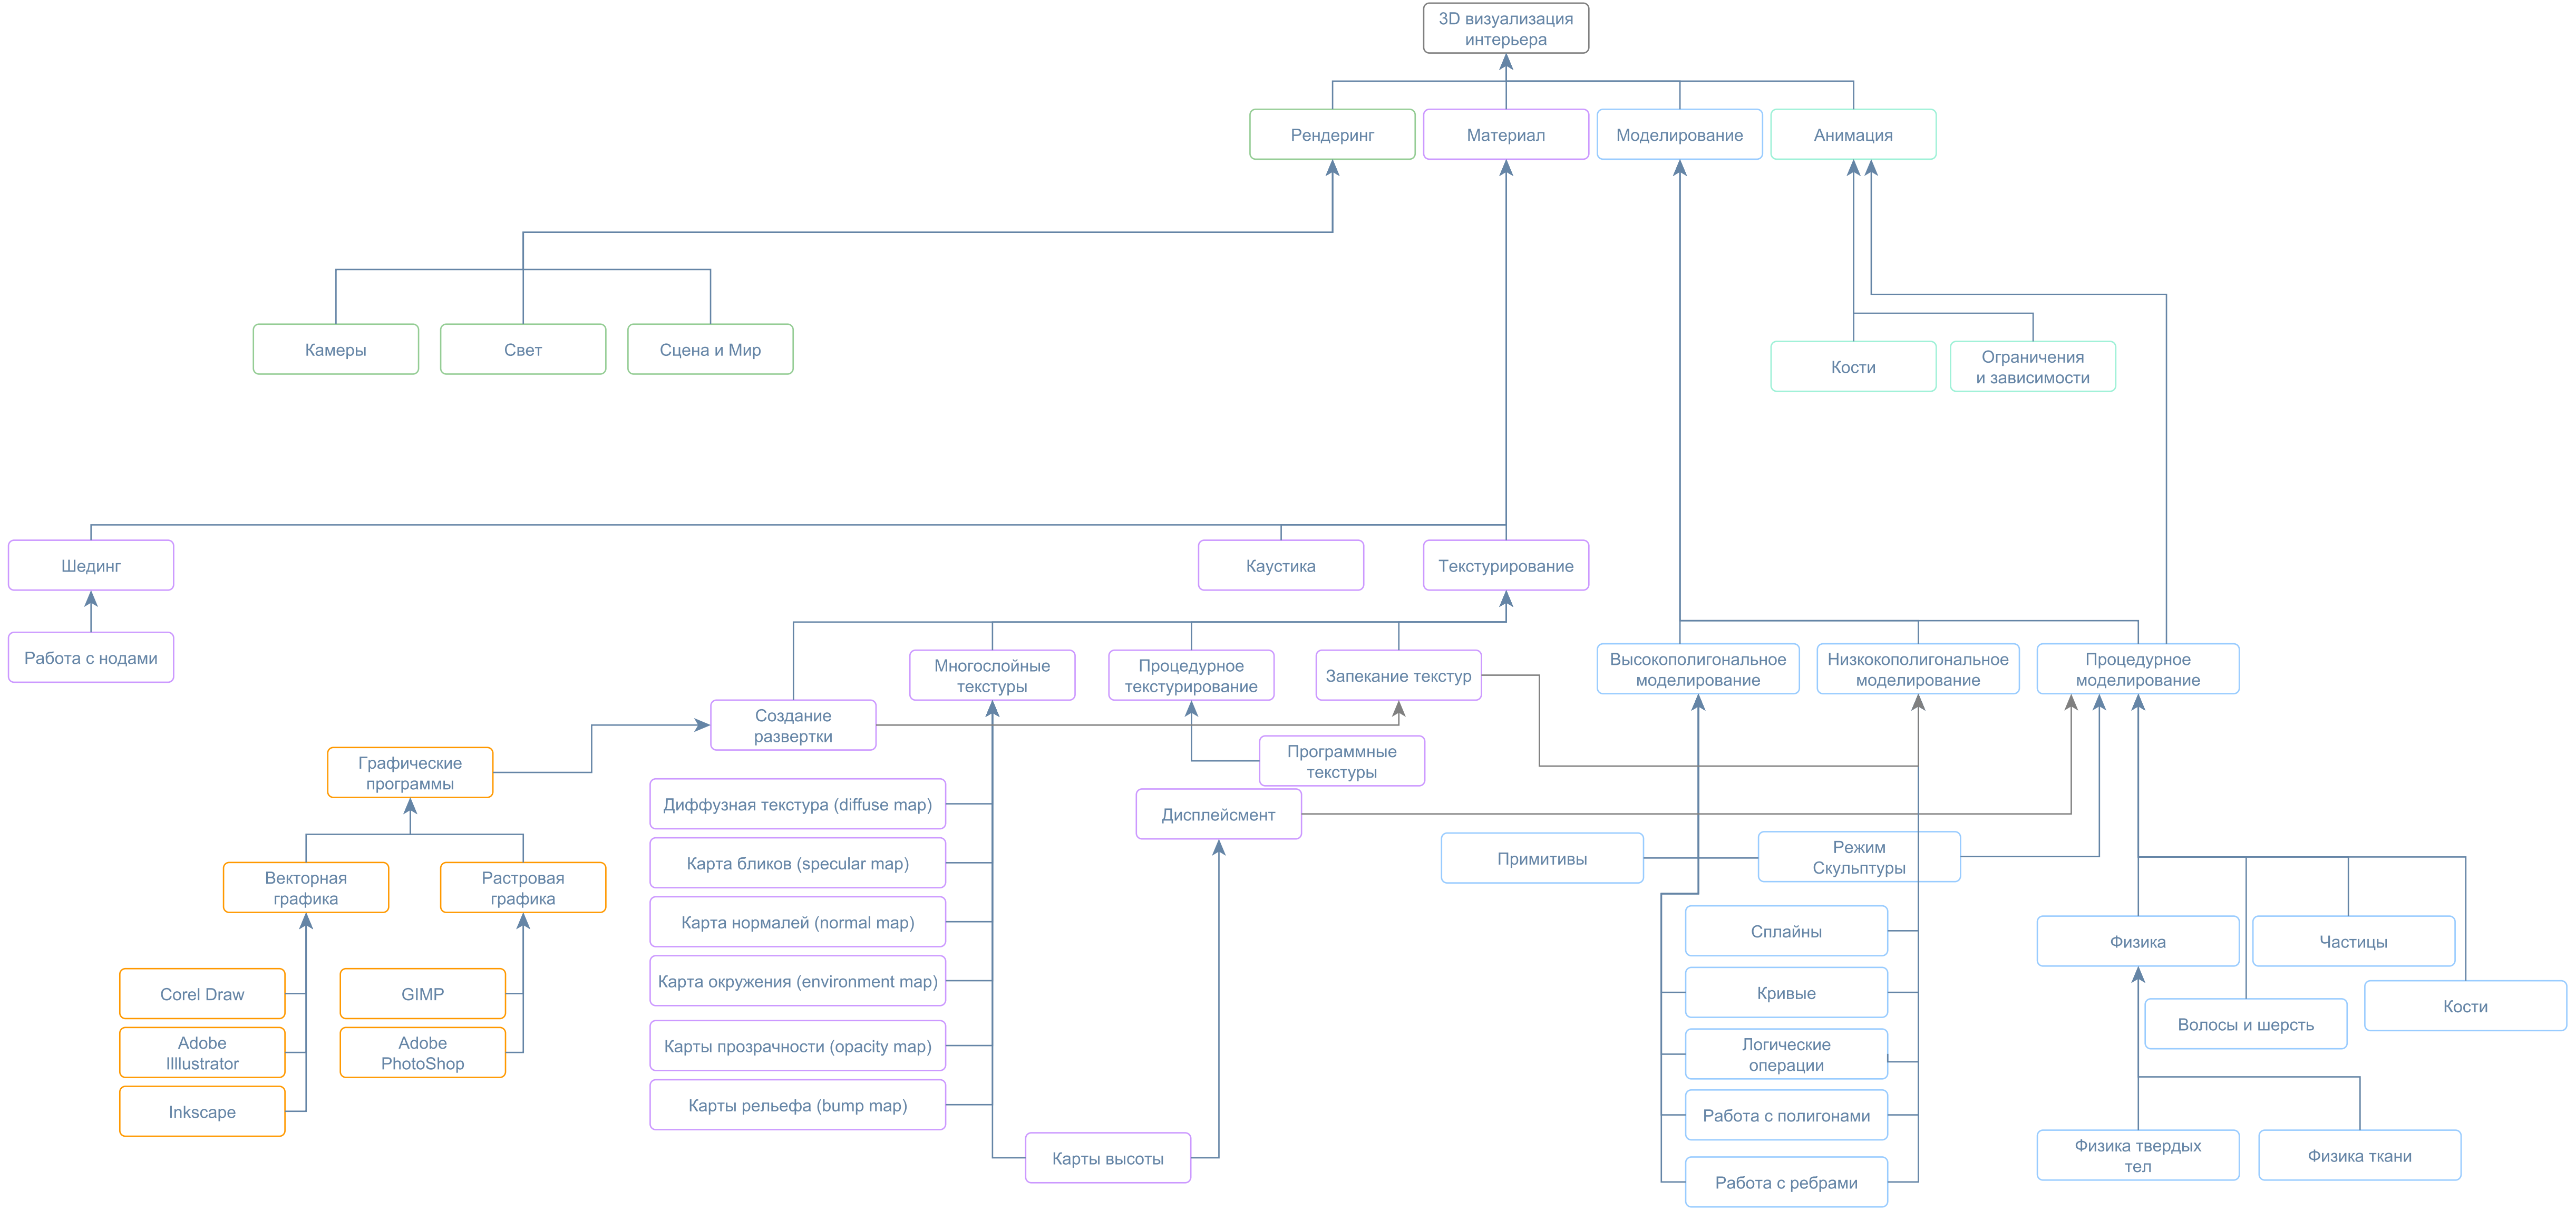 3D визуализация
интерьера
Рендеринг
Материал
Моделирование
Анимация
Камеры
Свет
Сцена и Мир
Кости
Ограничения
и зависимости
Шединг
Каустика
Текстурирование
Работа с нодами
Многослойные
текстуры
Процедурное
текстурирование
Запекание текстур
Высокополигональное
моделирование
Низкокополигональное
моделирование
Процедурное
моделирование
Создание
развертки
Графические
программы
Программные
текстуры
Диффузная текстура (diffuse map)
Дисплейсмент
Карта бликов (specular map)
Примитивы
Режим
Скульптуры
Векторная
графика
Растровая
графика
Карта нормалей (normal map)
Сплайны
Физика
Частицы
Corel Draw
GIMP
Карта окружения (environment map)
Кривые
Волосы и шерсть
Кости
Adobe
Illlustrator
Adobe
PhotoShop
Карты прозрачности (opacity map)
Логические
операции
Inkscape
Карты рельефа (bump map)
Работа с полигонами
Карты высоты
Работа с ребрами
Физика твердых
тел
Физика ткани